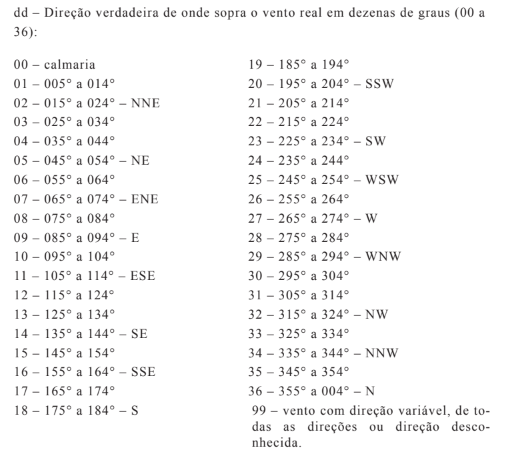 dd – Direção verdadeira de onde sopra o vento real em dezenas de graus (00 a
36):
00 – calmaria
01 – 005° a 014°
02 – 015° a 024° – NNE
03 – 025° a 034°
04 – 035° a 044°
05 – 045° a 054° – NE
06 – 055° a 064°
07 – 065° a 074° – ENE
08 – 075° a 084°
09 – 085° a 094° – E
10 – 095° a 104°
11 – 105° a 114° – ESE
12 – 115° a 124°
13 – 125° a 134°
14 – 135° a 144° – SE
15 – 145° a 154°
16 – 155° a 164° – SSE
17 – 165° a 174°
18 – 175° a 184° – S
19 – 185° a 194°
20 – 195° a 204° – SSW
21 – 205° a 214°
22 – 215° a 224°
23 – 225° a 234° – SW
24 – 235° a 244°
25 – 245° a 254° – WSW
26 – 255° a 264°
27 – 265° a 274° – W
28 – 275° a 284°
29 – 285° a 294° – WNW
30 – 295° a 304°
31 – 305° a 314°
32 – 315° a 324° – NW
33 – 325° a 334°
34 – 335° a 344° – NNW
35 – 345° a 354°
36 – 355° a 004° – N
99 – vento com direção variável, de to-
das as direções ou direção desco-
nhecida.